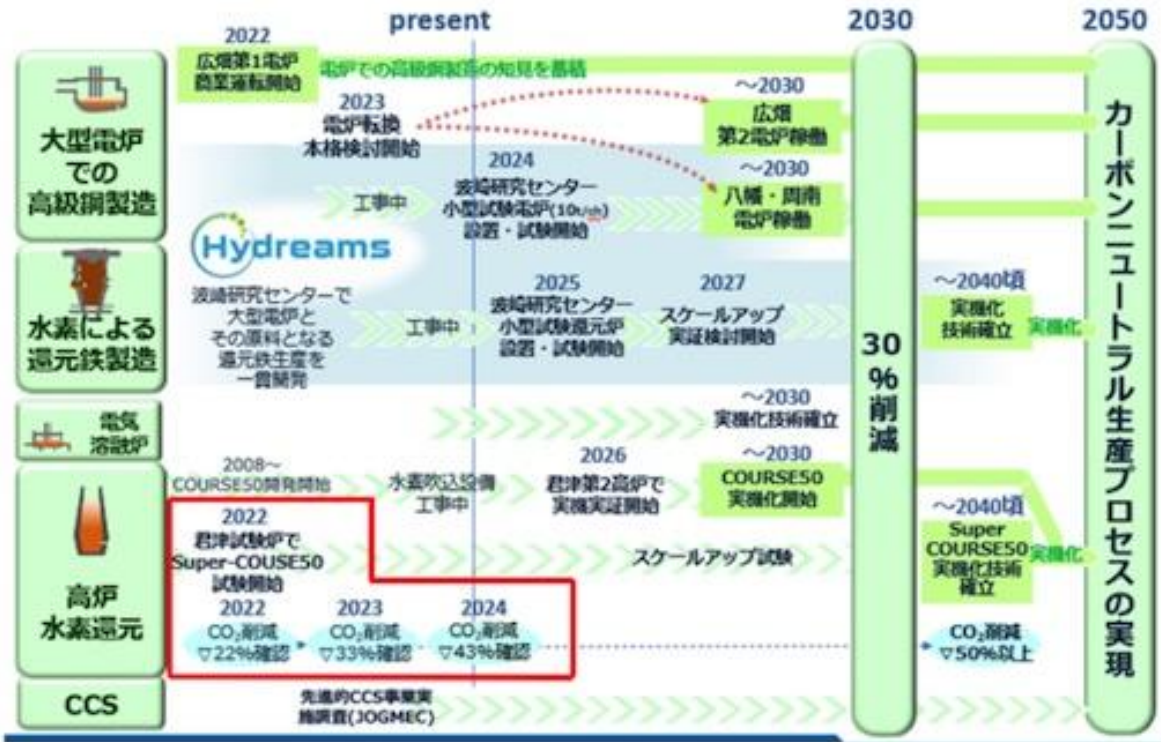 present
2030
2050
大型電炉
での
高級鋼製造
2022
広畑第1電炉
商業運転開始
電炉での高級鋼製造の知見を蓄積
2023
電炉転換
本格検討開始
～2030
広畑
第2電炉稼働
～2030
八幡・周南
電炉稼働
工事中
2024
波崎研究センター
小型試験電炉(10t/ch)
設置・試験開始
Hydreams
波崎研究センターで
大型電炉と
その原料となる
還元鉄生産を
一貫開発
水素による
還元鉄製造
工事中
2025
波崎研究センター
小型試験還元炉
設置・試験開始
2027
スケールアップ
実証検討開始
～2040頃
実機化
技術確立
実機化
電気
溶融炉
～2030
実機化技術確立
高炉
水素還元
2008～
COURSE50開発開始
水素吹込設備
工事中
2026
君津第2高炉で
実機実証開始
～2030
COURSE50
実機化開始
2022
君津試験炉で
Super-COUSE50
試験開始
スケールアップ試験
～2040頃
Super
COURSE50
実機化技術
確立
実機化
2022
CO₂削減
▽22%確認
2023
CO₂削減
▽33%確認
2024
CO₂削減
▽43%確認
CO₂削減
▽50%以上
CCS
先進的CCS事業実
施調査(JOGMEC)
30%削減
カーボンニュートラル生産プロセスの実現